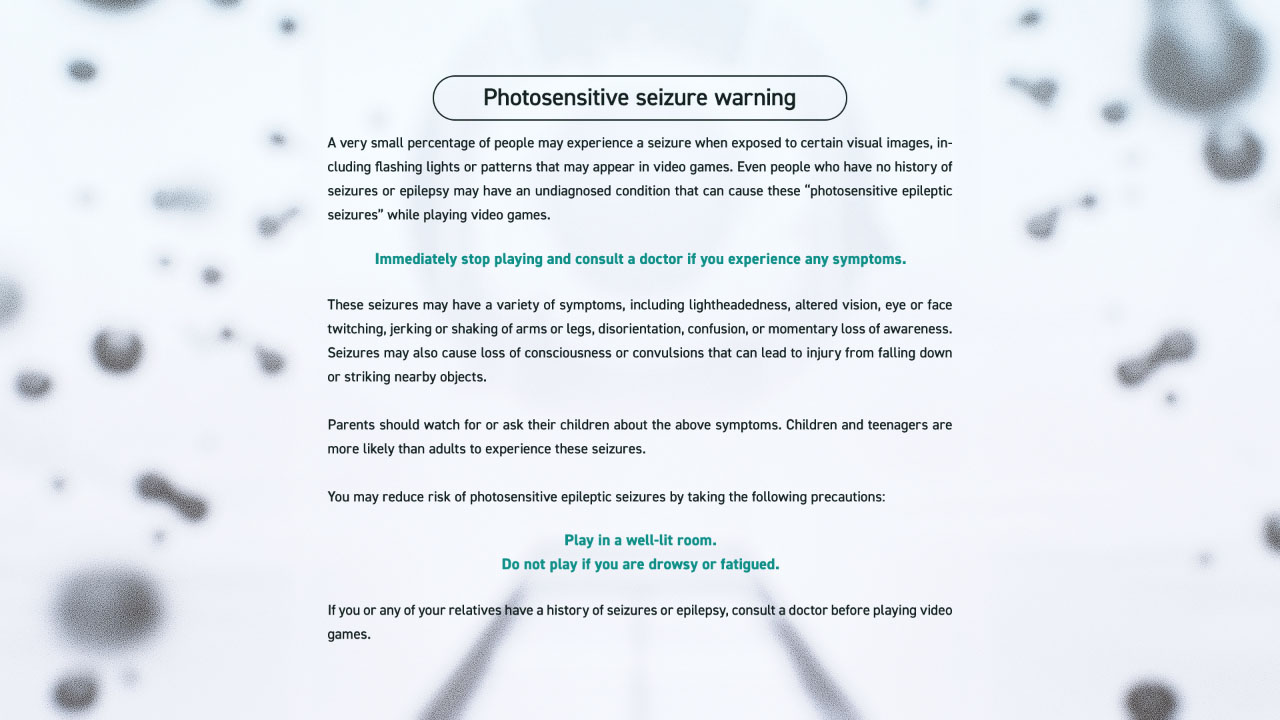 Photosensitive seizure warning
A very small percentage of people may experience a seizure when exposed to certain visual images, in-
cluding flashing lights or patterns that may appear in video games. Even people who have no history of
seizures or epilepsy may have an undiagnosed condition that can cause these “photosensitive epileptic
seizures” while playing video games.
Immediately stop playing and consult a doctor if you experience any symptoms.
These seizures may have a variety of symptoms, including lightheadedness, altered vision, eye or face
twitching, jerking or shaking of arms or legs, disorientation, confusion, or momentary loss of awareness.
Seizures may also cause loss of consciousness or convulsions that can lead to injury from falling down
or striking nearby objects.
Parents should watch for or ask their children about the above symptoms. Children and teenagers are
more likely than adults to experience these seizures.
You may reduce risk of photosensitive epileptic seizures by taking the following precautions:
Play in a well-lit room.
Do not play if you are drowsy or fatigued.
If you or any of your relatives have a history of seizures or epilepsy, consult a doctor before playing video
games.